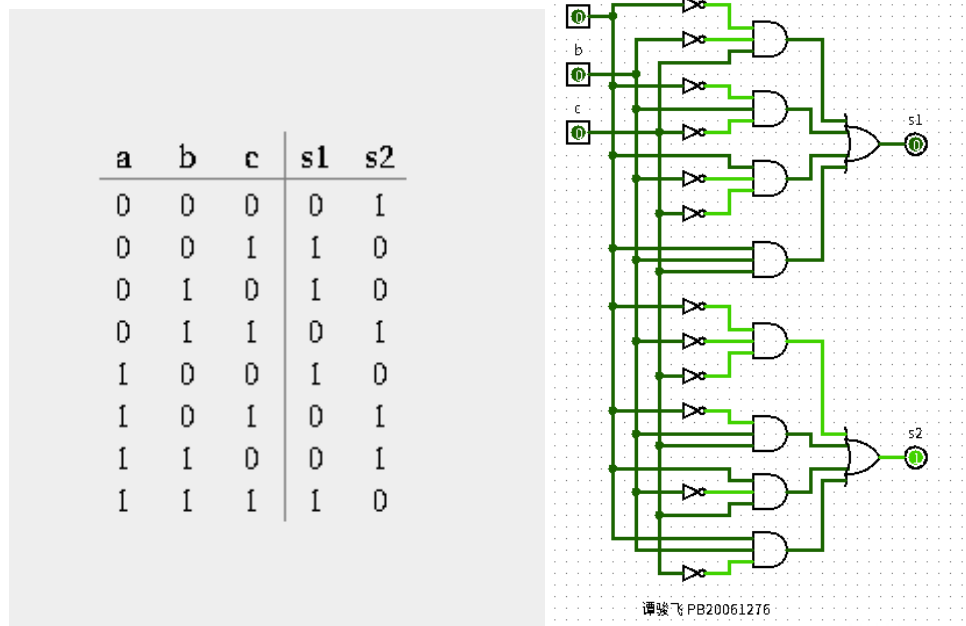 a b c s1 s2
0 0 0 0 1
0 0 1 1 0
0 1 0 1 0
0 1 1 0 1
1 0 0 1 0
1 0 1 0 1
1 1 0 0 1
1 1 1 1 0
0
b
0
c
0
s1
0
s2
1
谭骏飞 PB20061276